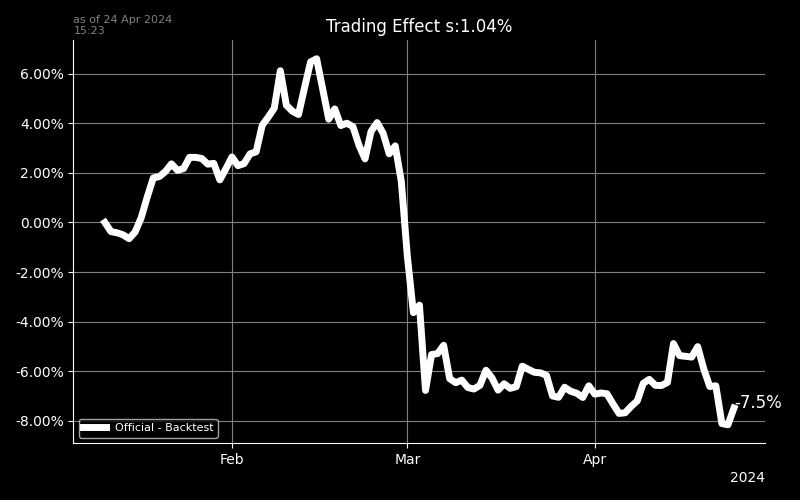 as of 24 Apr 2024
15:23
Trading Effect s:1.04%
6.00%
4.00%
2.00%
0.00%
-2.00%
-4.00%
-6.00%
-8.00%
-7.5%
Official - Backtest
Feb
Mar
Apr
2024